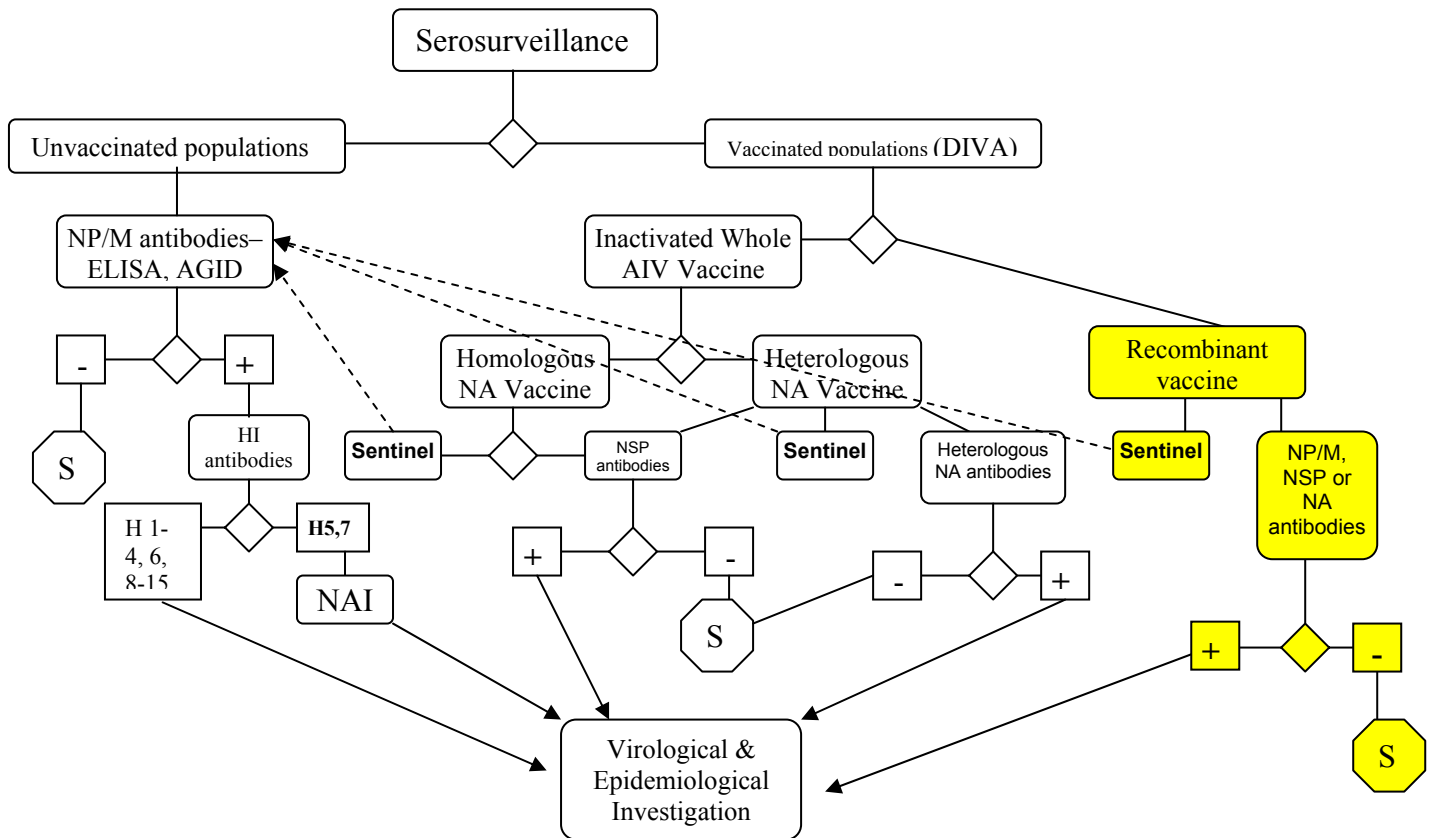 Serosurveillance
Unvaccinated populations
Vaccinated populations (DIVA)
NP/M antibodies–
ELISA, AGID
Inactivated Whole
AIV Vaccine
-
+
Homologous
NA Vaccine
Heterologous
NA Vaccine
Recombinant
vaccine
S
HI
antibodies
Sentinel
NSP
antibodies
Sentinel
Heterologous
NA antibodies
Sentinel
NP/M,
NSP or
NA
antibodies
H 1-
4, 6,
8-15
H5,7
NAI
+
-
-
+
S
+
-
S
Virological &
Epidemiological
Investigation